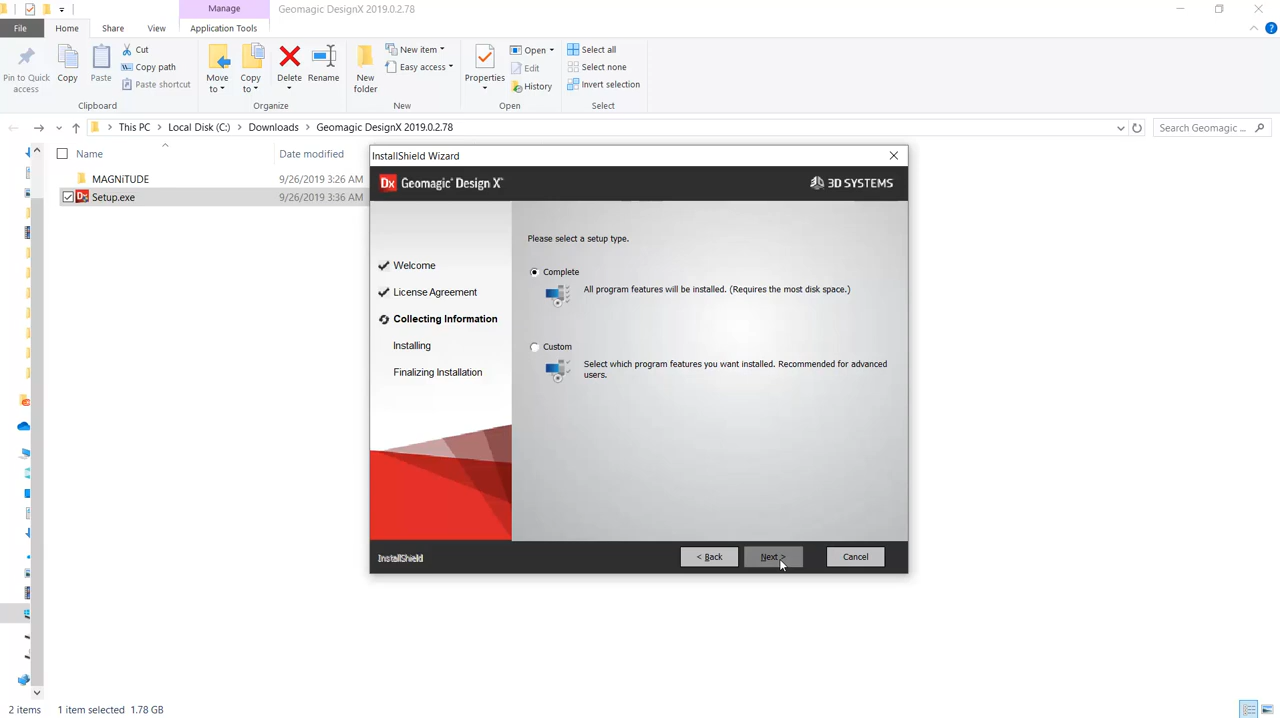 Manage
Geomagic DesignX 2019.0.2.78
File
Home
Share
View
Application Tools
Pin to Quick access
Copy
Paste
Cut
Copy path
Paste shortcut
Clipboard
Move to
Copy to
Delete
Rename
Organize
New folder
New item
Easy access
New
Properties
Open
Edit
History
Open
Select all
Select none
Invert selection
Select
This PC > Local Disk (C:) > Downloads > Geomagic DesignX 2019.0.2.78
Search Geomagic ...
Name
Date modified
MAGNiTUDE
9/26/2019 3:26 AM
Setup.exe
9/26/2019 3:36 AM
InstallShield Wizard
Dx Geomagic® Design X™
3D SYSTEMS
Welcome
License Agreement
Collecting Information
Installing
Finalizing Installation
Please select a setup type.
Complete
All program features will be installed. (Requires the most disk space.)
Custom
Select which program features you want installed. Recommended for advanced
users.
InstallShield
< Back
Next >
Cancel
2 items
1 item selected 1.78 GB